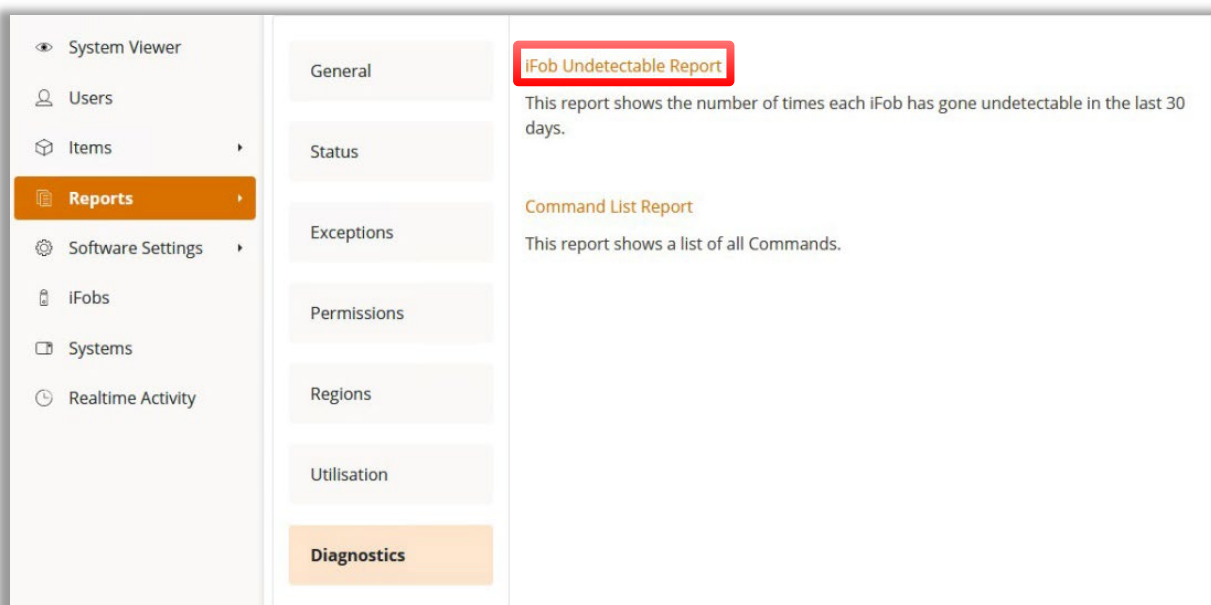 System Viewer
Users
Items
Reports
Software Settings
iFobs
Systems
Realtime Activity
General
Status
Exceptions
Permissions
Regions
Utilisation
Diagnostics
iFob Undetectable Report
This report shows the number of times each iFob has gone undetectable in the last 30
days.
Command List Report
This report shows a list of all Commands.